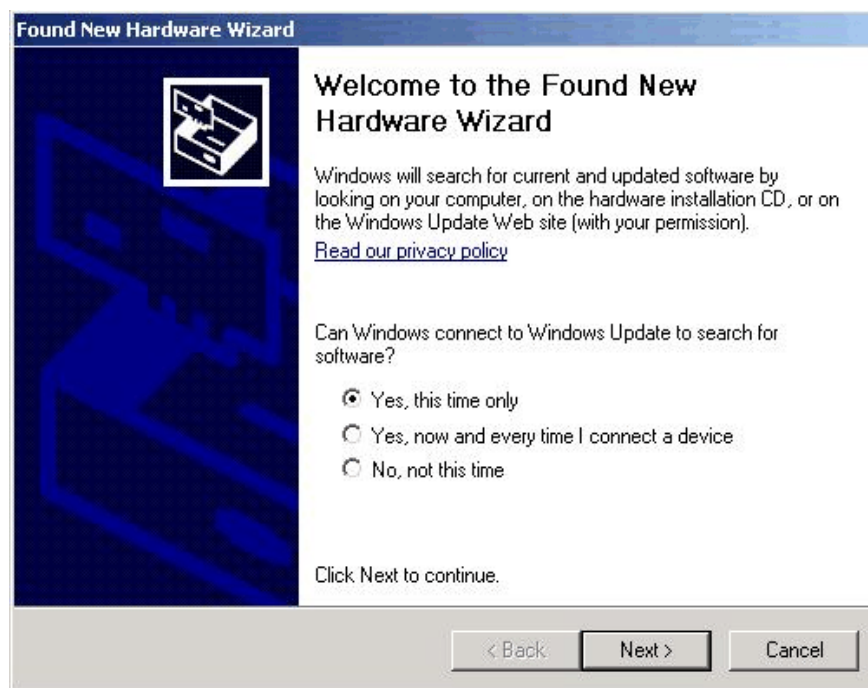 Found New Hardware Wizard
Welcome to the Found New
Hardware Wizard
Windows will search for current and updated software by
looking on your computer, on the hardware installation CD, or on
the Windows Update Web site (with your permission).
Read our privacy policy
Can Windows connect to Windows Update to search for
software?
Yes, this time only
Yes, now and every time I connect a device
No, not this time
Click Next to continue.
< Back Next > Cancel